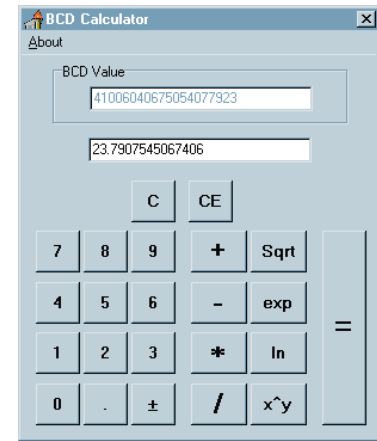 BCD Calculator
About
BCD Value
41006040675054077923
23.7907545067406
C CE
7 8 9 + Sqrt
4 5 6 - exp
=
1 2 3 * ln
0 . ± / x^y